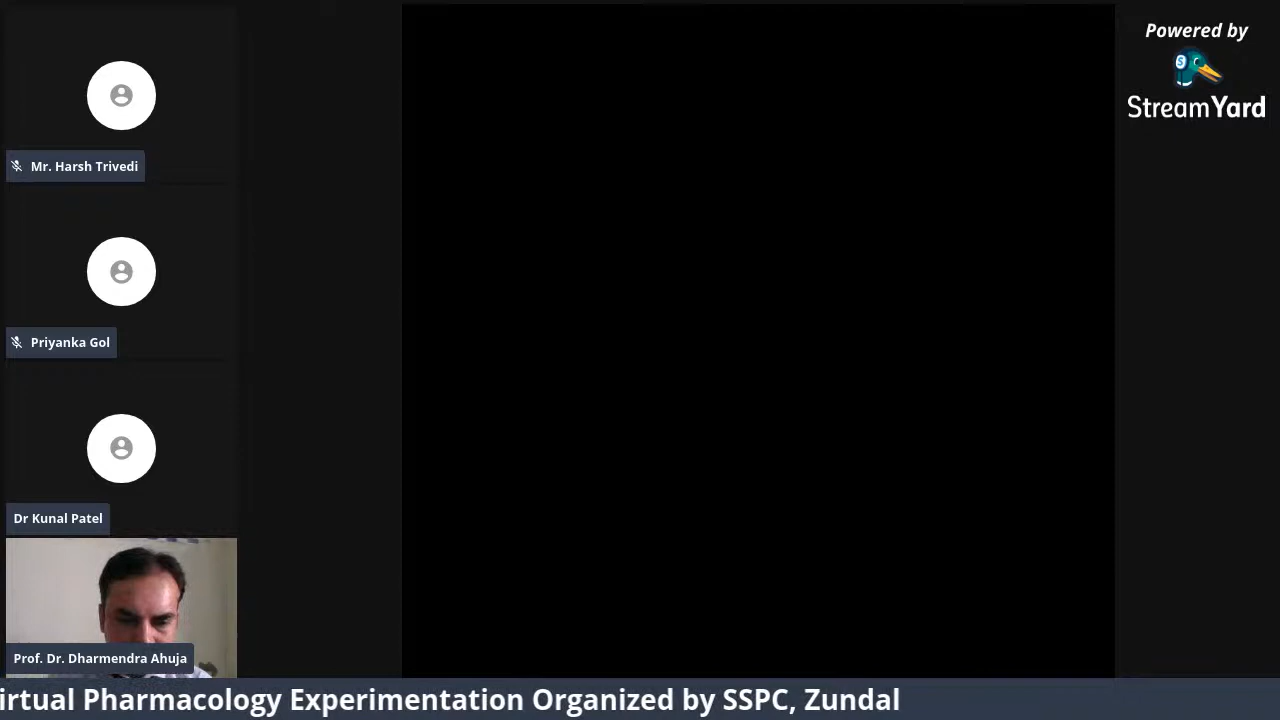 Powered by
StreamYard
Mr. Harsh Trivedi
Priyanka Gol
Dr Kunal Patel
Prof. Dr. Dharmendra Ahuja
irtual Pharmacology Experimentation Organized by SSPC, Zundal